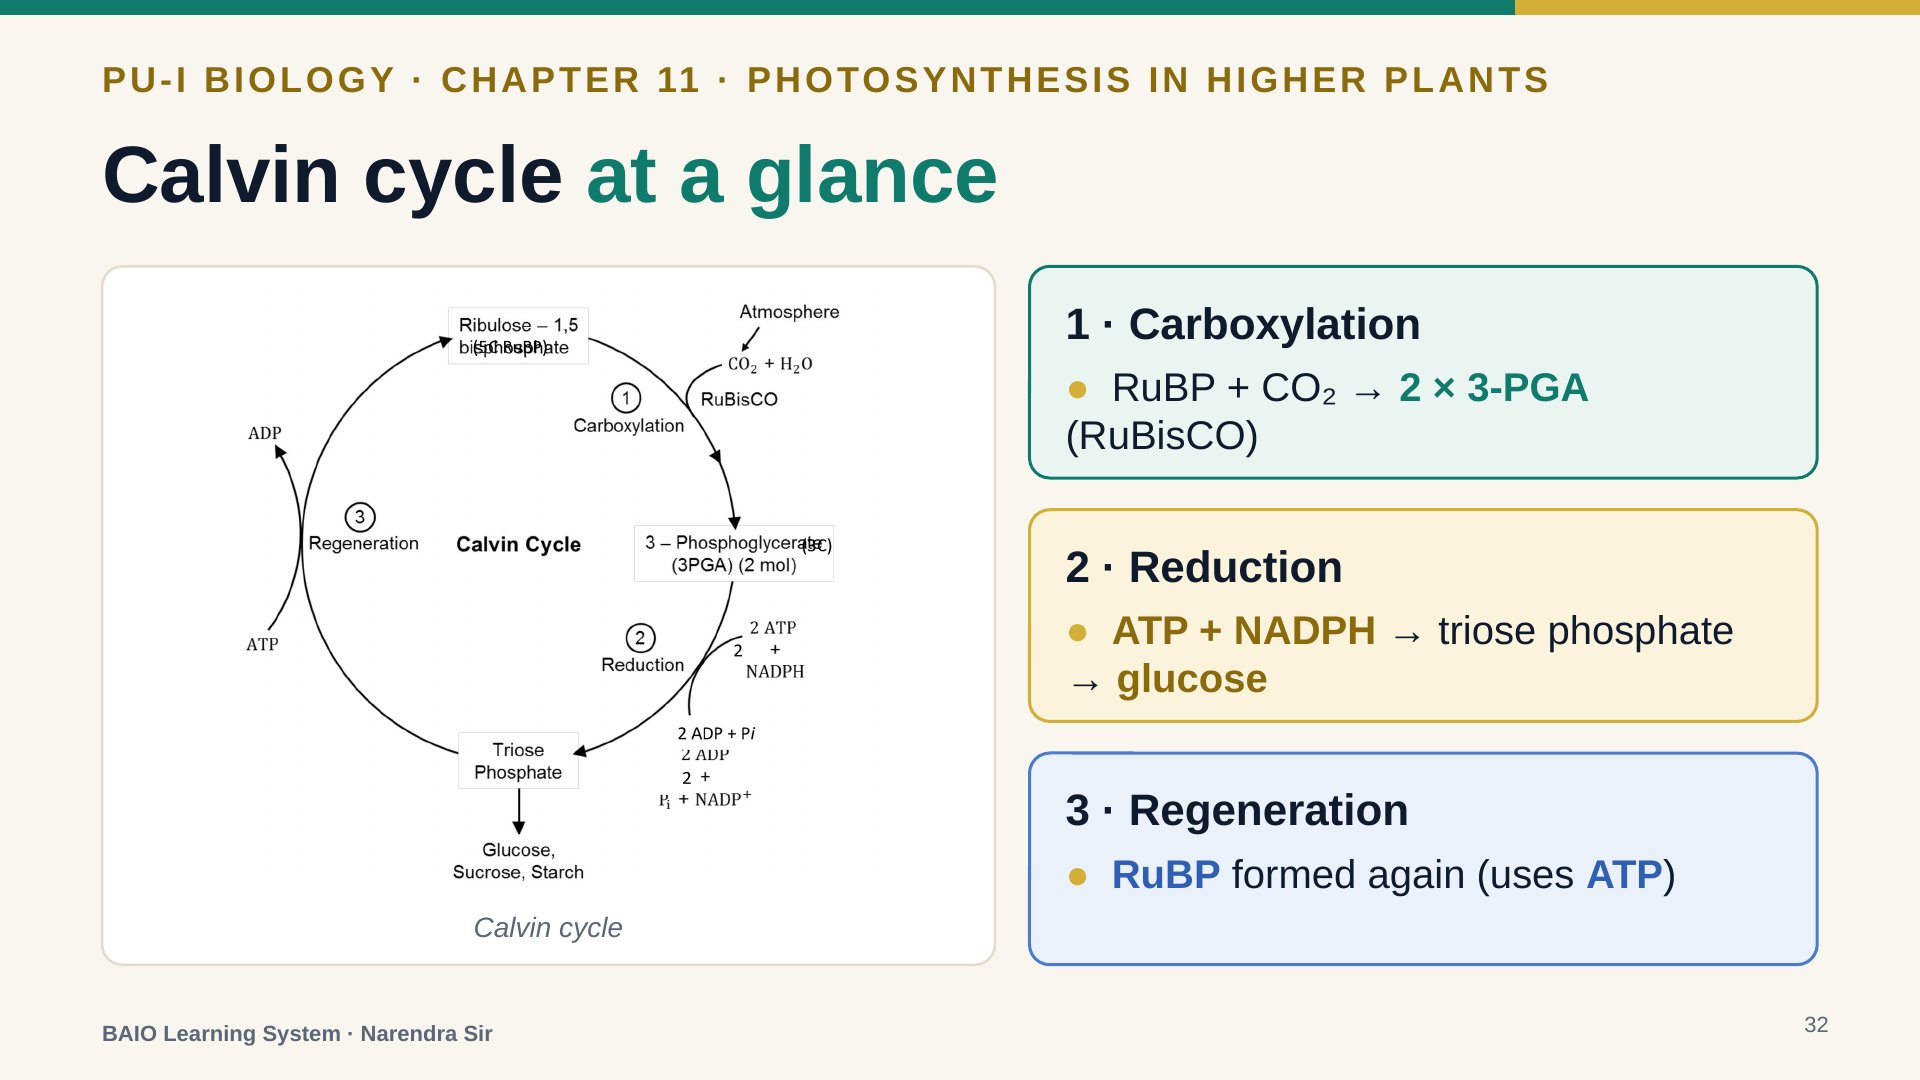 PU-I BIOLOGY · CHAPTER 11 · PHOTOSYNTHESIS IN HIGHER PLANTS
Calvin cycle at a glance
Ribulose – 1,5
bisphosphate
(5C RuBP)
Atmosphere
CO₂ + H₂O
RuBisCO
1
Carboxylation
ADP
3
Regeneration
Calvin Cycle
3 – Phosphoglycerate
(3C)
(3PGA) (2 mol)
ATP
2
Reduction
2 ATP
2 +
NADPH
2 ADP + Pi
2 ADP
2 +
Pᵢ + NADP⁺
Triose
Phosphate
Glucose,
Sucrose, Starch
Calvin cycle
1 · Carboxylation
● RuBP + CO₂ → 2 × 3-PGA
(RuBisCO)
2 · Reduction
● ATP + NADPH → triose phosphate
→ glucose
3 · Regeneration
● RuBP formed again (uses ATP)
BAIO Learning System · Narendra Sir
32